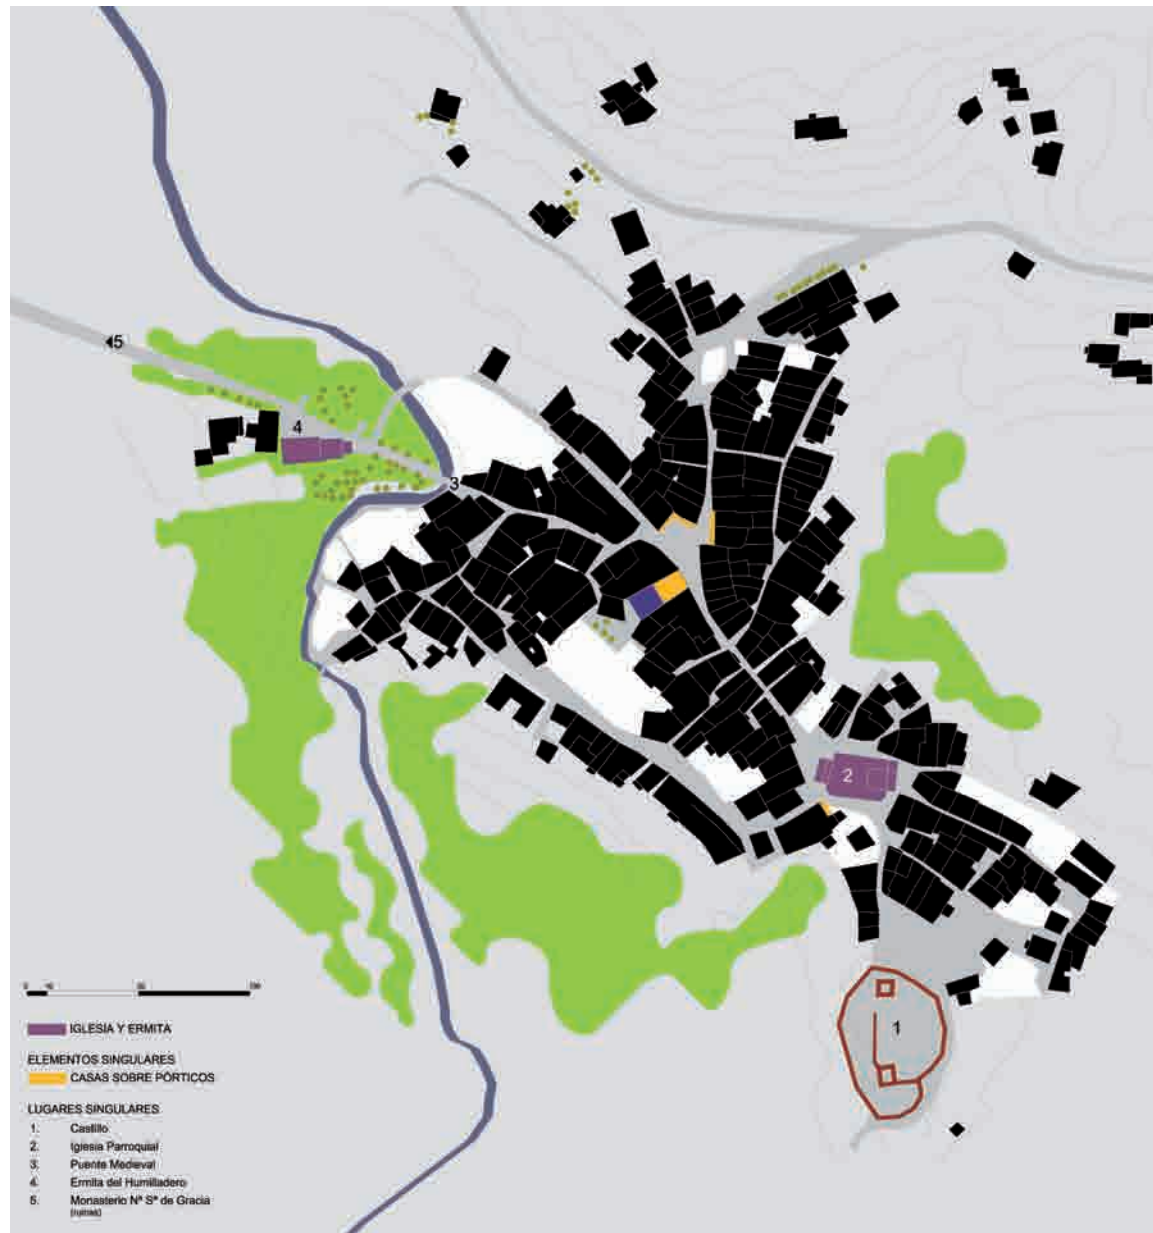 5
4
3
2
1
IGLESIA Y ERMITA
ELEMENTOS SINGULARES
CASAS SOBRE PÓRTICOS
LUGARES SINGULARES
1. Castillo
2. Iglesia Parroquial
3. Puente Medieval
4. Ermita del Humilladero
5. Monasterio Nª Sª de Gracia
(ruinas)